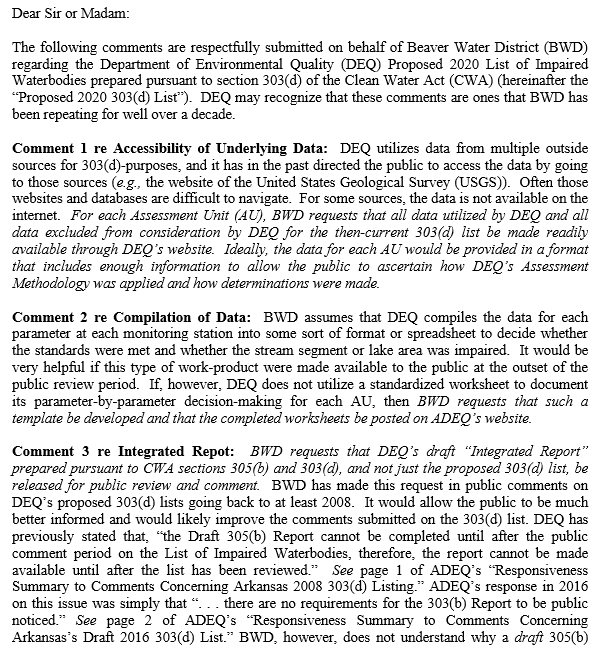 Dear Sir or Madam:
The following comments are respectfully submitted on behalf of Beaver Water District (BWD)
regarding the Department of Environmental Quality (DEQ) Proposed 2020 List of Impaired
Waterbodies prepared pursuant to section 303(d) of the Clean Water Act (CWA) (hereinafter the
“Proposed 2020 303(d) List”). DEQ may recognize that these comments are ones that BWD has
been repeating for well over a decade.
Comment 1 re Accessibility of Underlying Data: DEQ utilizes data from multiple outside
sources for 303(d)-purposes, and it has in the past directed the public to access the data by going
to those sources (e.g., the website of the United States Geological Survey (USGS)). Often those
websites and databases are difficult to navigate. For some sources, the data is not available on the
internet. For each Assessment Unit (AU), BWD requests that all data utilized by DEQ and all
data excluded from consideration by DEQ for the then-current 303(d) list be made readily
available through DEQ’s website. Ideally, the data for each AU would be provided in a format
that includes enough information to allow the public to ascertain how DEQ’s Assessment
Methodology was applied and how determinations were made.
Comment 2 re Compilation of Data: BWD assumes that DEQ compiles the data for each
parameter at each monitoring station into some sort of format or spreadsheet to decide whether
the standards were met and whether the stream segment or lake area was impaired. It would be
very helpful if this type of work-product were made available to the public at the outset of the
public review period. If, however, DEQ does not utilize a standardized worksheet to document
its parameter-by-parameter decision-making for each AU, then BWD requests that such a
template be developed and that the completed worksheets be posted on ADEQ’s website.
Comment 3 re Integrated Repot: BWD requests that DEQ’s draft “Integrated Report”
prepared pursuant to CWA sections 305(b) and 303(d), and not just the proposed 303(d) list, be
released for public review and comment. BWD has made this request in public comments on
DEQ’s proposed 303(d) lists going back to at least 2008. It would allow the public to be much
better informed and would likely improve the comments submitted on the 303(d) list. DEQ has
previously stated that, “the Draft 305(b) Report cannot be completed until after the public
comment period on the List of Impaired Waterbodies, therefore, the report cannot be made
available until after the list has been reviewed.” See page 1 of ADEQ’s “Responsiveness
Summary to Comments Concerning Arkansas 2008 303(d) Listing.” ADEQ’s response in 2016
on this issue was simply that “. . . there are no requirements for the 303(b) Report to be public
noticed.” See page 2 of ADEQ’s “Responsiveness Summary to Comments Concerning
Arkansas’s Draft 2016 303(d) List.” BWD, however, does not understand why a draft 305(b)